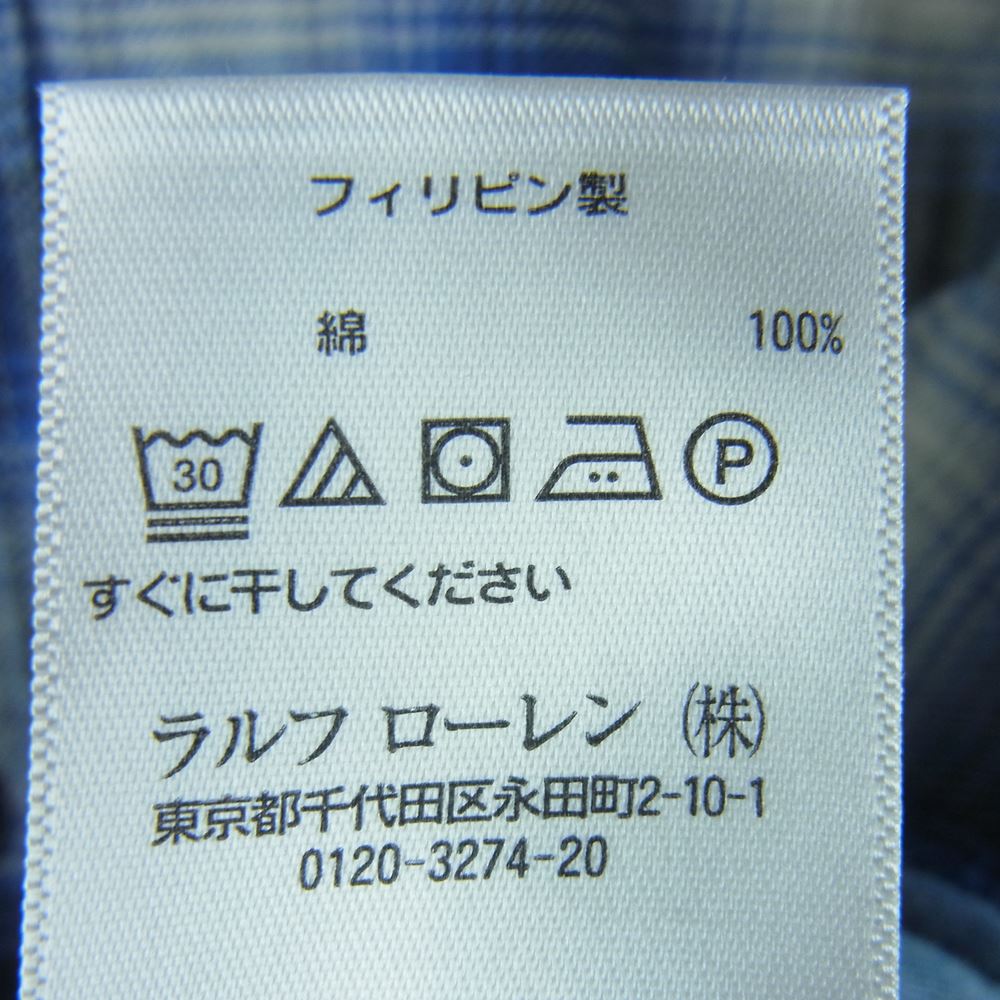 フィリピン製
綿 100%
30 P
すぐに干してください
ラルフ ローレン (株)
東京都千代田区永田町2-10-1
0120-3274-20